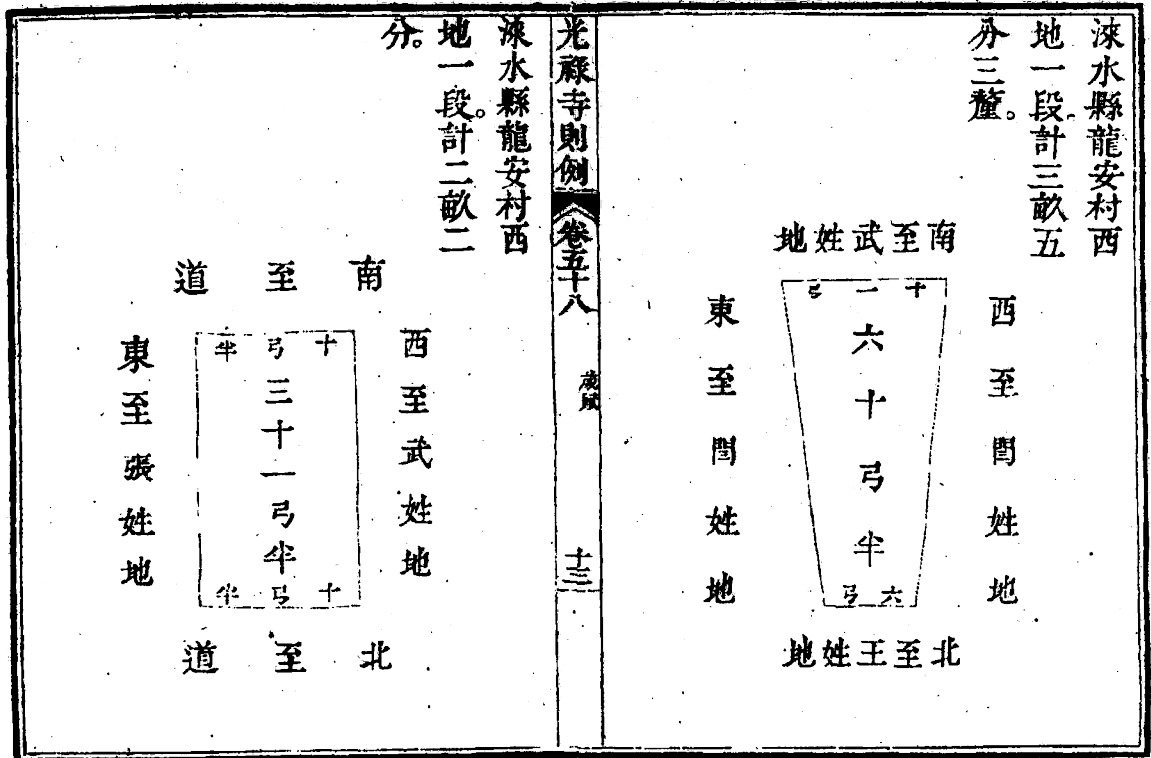 淶水縣龍安村西
地一段計三畝五
分三釐。
南至武姓地
西至閆姓地
十一弓
六十弓半
六弓
東至閆姓地
北至王姓地
光祿寺則例
卷五十八
歲賦
十三
淶水縣龍安村西
地一段。計二畝二
分。
南至道
西至武姓地
十弓半
三十一弓半
十弓半
東至張姓地
北至道